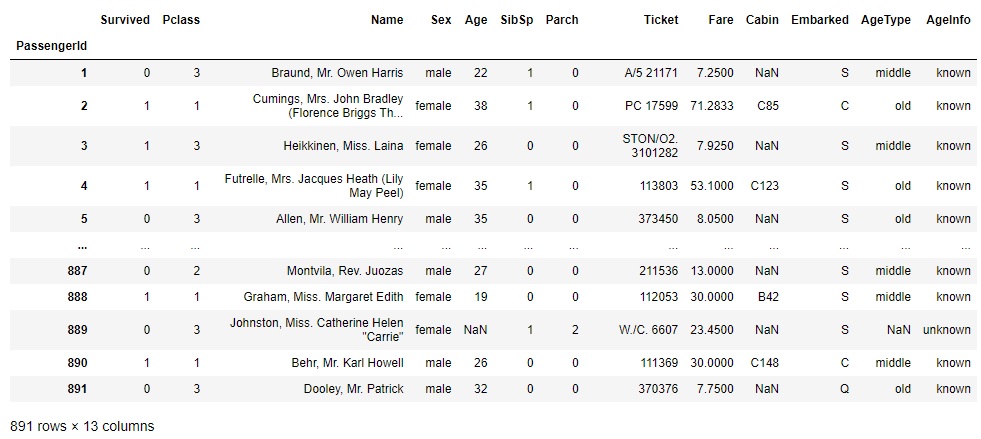 Survived Pclass Name Sex Age SibSp Parch Ticket Fare Cabin Embarked AgeType AgeInfo
PassengerId
1 0 3 Braund, Mr. Owen Harris male 22 1 0 A/5 21171 7.2500 NaN S middle known
2 1 1 Cumings, Mrs. John Bradley (Florence Briggs Th... female 38 1 0 PC 17599 71.2833 C85 C old known
3 1 3 Heikkinen, Miss. Laina female 26 0 0 STON/O2. 3101282 7.9250 NaN S middle known
4 1 1 Futrelle, Mrs. Jacques Heath (Lily May Peel) female 35 1 0 113803 53.1000 C123 S old known
5 0 3 Allen, Mr. William Henry male 35 0 0 373450 8.0500 NaN S old known
... ... ... ... ... ... ... ... ... ... ... ... ... ...
887 0 2 Montvila, Rev. Juozas male 27 0 0 211536 13.0000 NaN S middle known
888 1 1 Graham, Miss. Margaret Edith female 19 0 0 112053 30.0000 B42 S middle known
889 0 3 Johnston, Miss. Catherine Helen "Carrie" female NaN 1 2 W./C. 6607 23.4500 NaN S NaN unknown
890 1 1 Behr, Mr. Karl Howell male 26 0 0 111369 30.0000 C148 C middle known
891 0 3 Dooley, Mr. Patrick male 32 0 0 370376 7.7500 NaN Q old known
891 rows × 13 columns